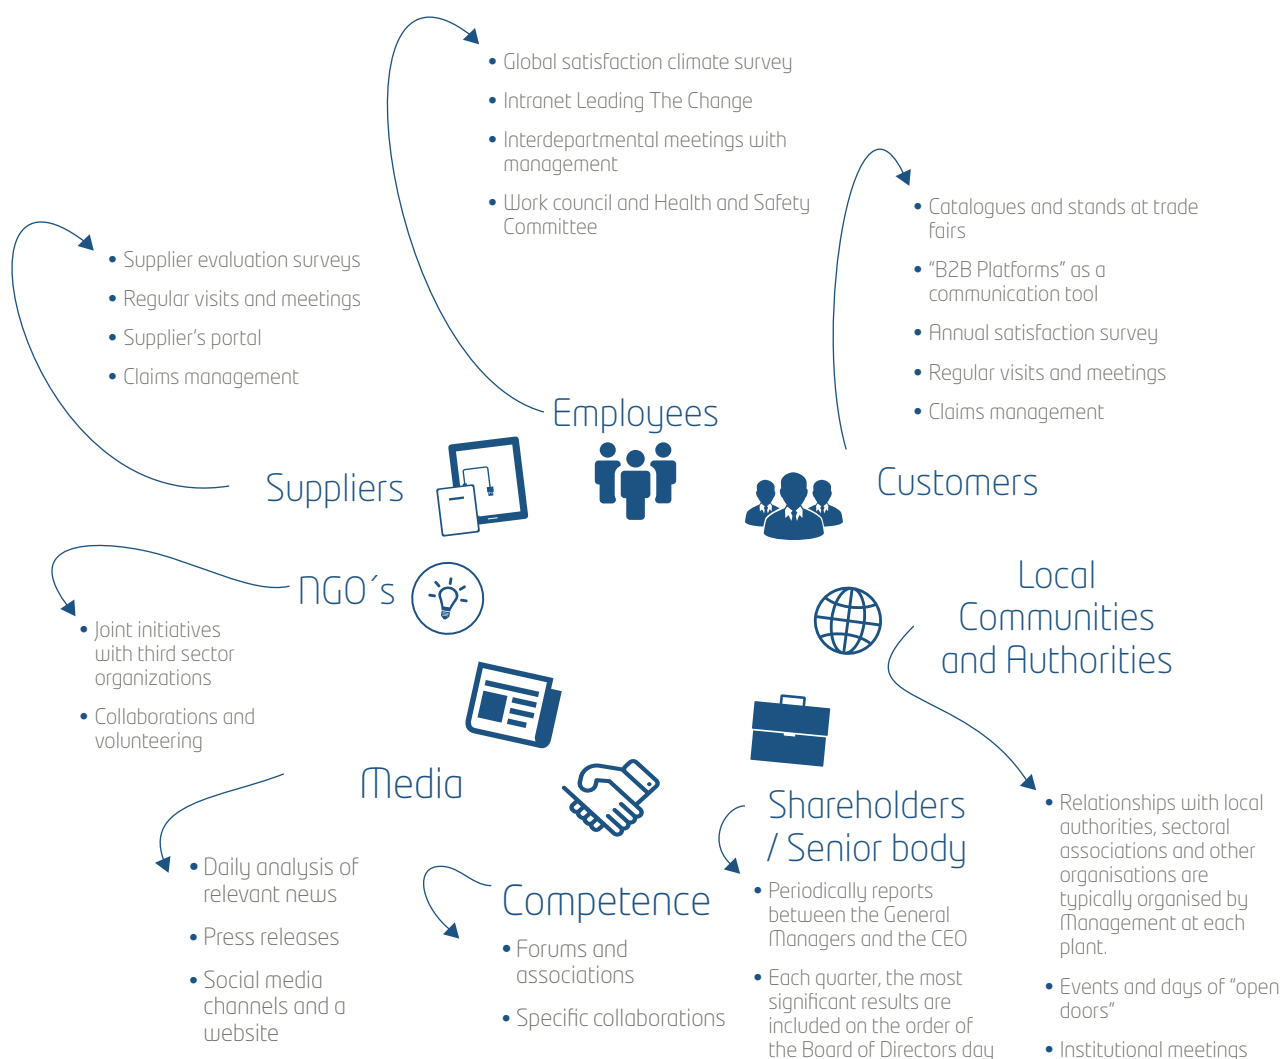 • Global satisfaction climate survey
• Intranet Leading The Change
• Interdepartmental meetings with
management
• Work council and Health and Safety
Committee
Employees
• Catalogues and stands at trade
fairs
• “B2B Platforms” as a
communication tool
• Annual satisfaction survey
• Regular visits and meetings
• Claims management
Customers
• Supplier evaluation surveys
• Regular visits and meetings
• Supplier’s portal
• Claims management
Suppliers
NGO´s
• Joint initiatives
with third sector
organizations
• Collaborations and
volunteering
Local
Communities
and Authorities
• Relationships with local
authorities, sectoral
associations and other
organisations are
typically organised by
Management at each
plant.
• Events and days of “open
doors”
• Institutional meetings
Media
• Daily analysis of
relevant news
• Press releases
• Social media
channels and a
website
Competence
• Forums and
associations
• Specific collaborations
Shareholders
/ Senior body
• Periodically reports
between the General
Managers and the CEO
• Each quarter, the most
significant results are
included on the order of
the Board of Directors day